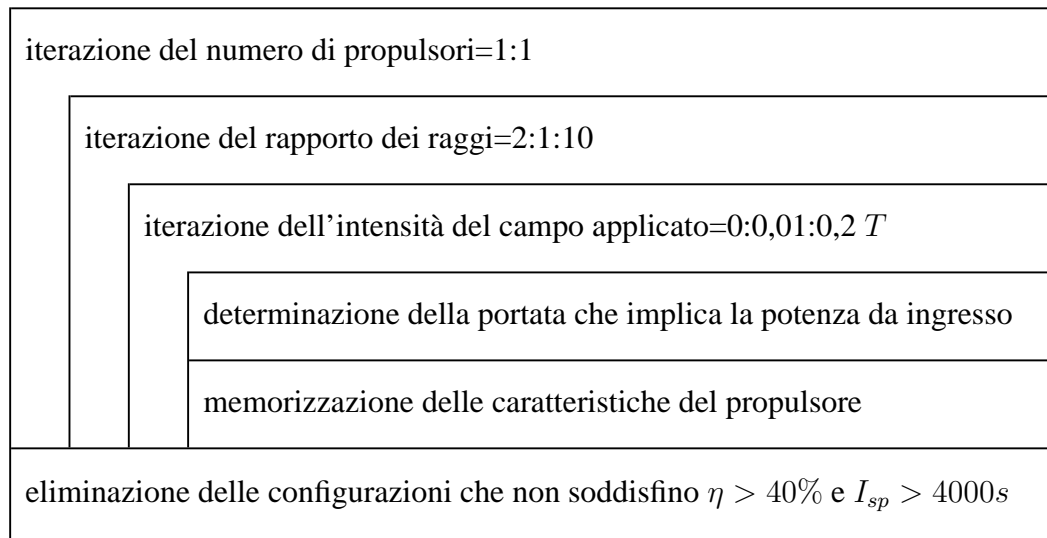 iterazione del numero di propulsori=1:1
iterazione del rapporto dei raggi=2:1:10
iterazione dell'intensità del campo applicato=0:0,01:0,2 T
determinazione della portata che implica la potenza da ingresso
memorizzazione delle caratteristiche del propulsore
eliminazione delle configurazioni che non soddisfino η > 40% e I_{sp} > 4000s